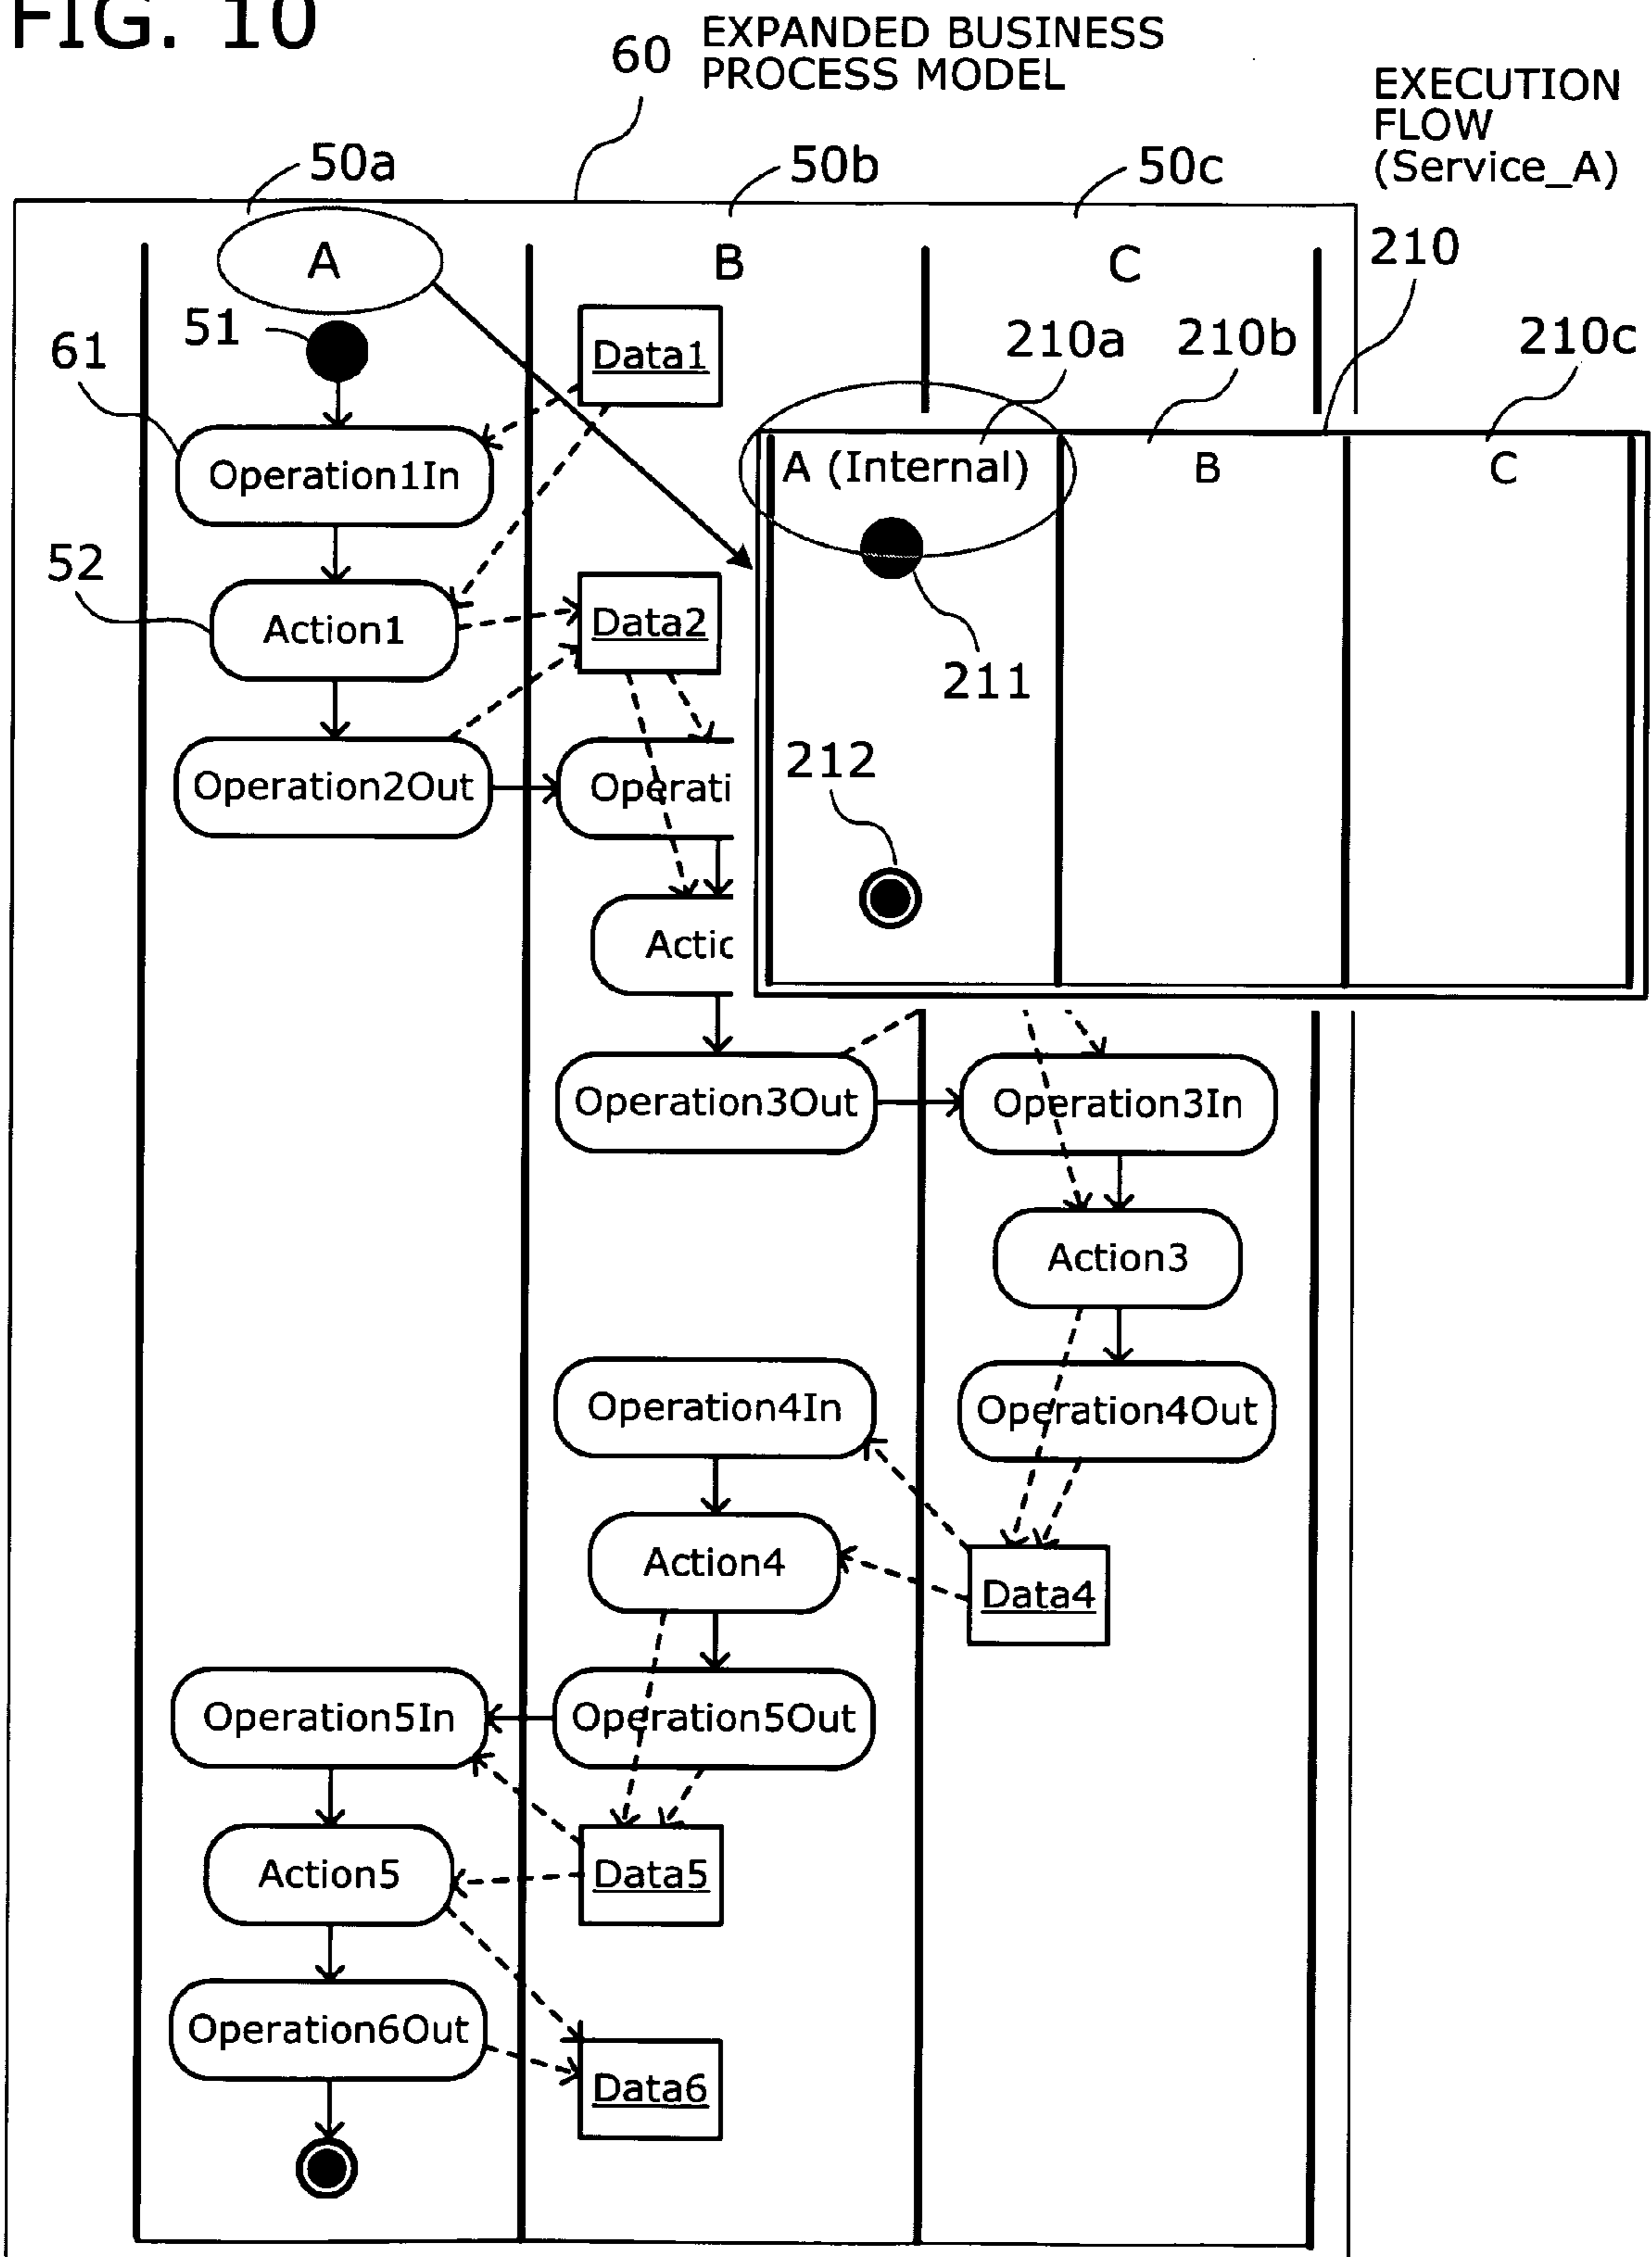 FIG. 10
60
EXPANDED BUSINESS
PROCESS MODEL
EXECUTION
FLOW
(Service_A)
50a
50b
50c
210
A
B
C
51
Data1
61
210a
210b
210c
Operation1In
A (Internal)
B
C
52
Action1
Data2
211
212
Operation2Out
Operati
Actic
Operation3Out
Operation3In
Action3
Operation4In
Operation4Out
Action4
Data4
Operation5In
Operation5Out
Action5
Data5
Operation6Out
Data6